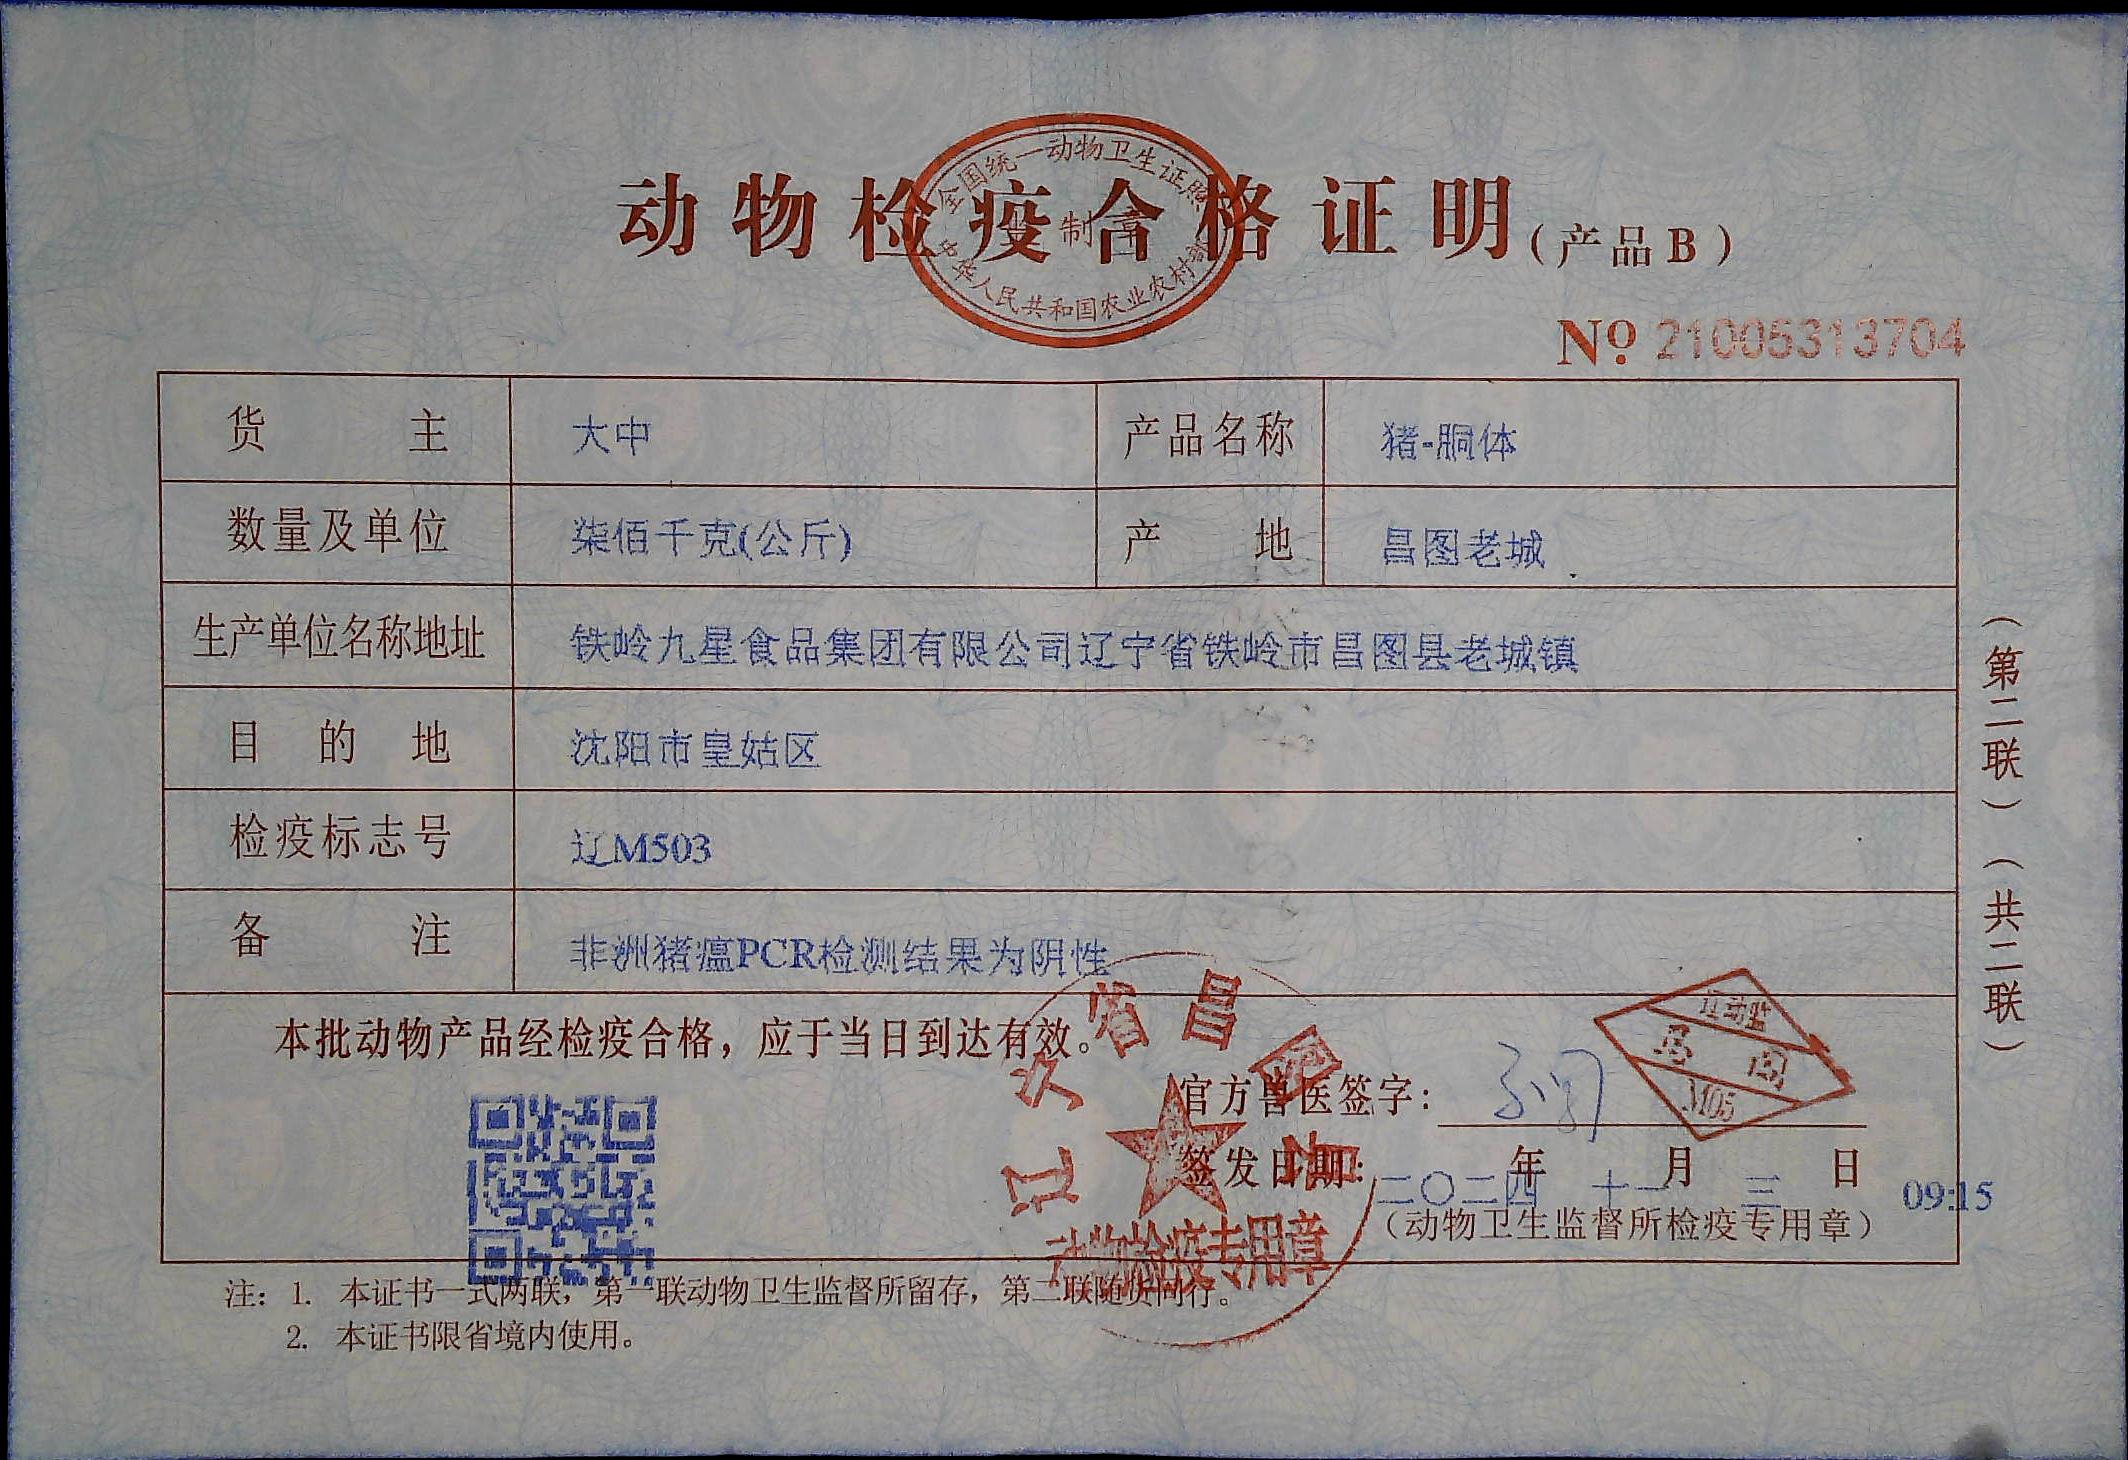 全国统一动物卫生证照
监制章
中华人民共和国农业农村部
动物检疫合格证明(产品B)
Nº 21005313704
货主 大中 产品名称 猪-胴体
数量及单位 柒佰千克(公斤) 产地 昌图老城
生产单位名称地址 铁岭九星食品集团有限公司辽宁省铁岭市昌图县老城镇
目的地 沈阳市皇姑区
检疫标志号 辽M503
备注 非洲猪瘟PCR检测结果为阴性
本批动物产品经检疫合格，应于当日到达有效。
官方兽医签字：
辽动监
昌图
M05
签发日期：二〇二四年十一月三日 09:15
(动物卫生监督所检疫专用章)
辽宁省昌图县
动物检疫专用章
注：1. 本证书一式两联，第一联动物卫生监督所留存，第二联随货同行。
2. 本证书限省境内使用。
(第二联)(共二联)